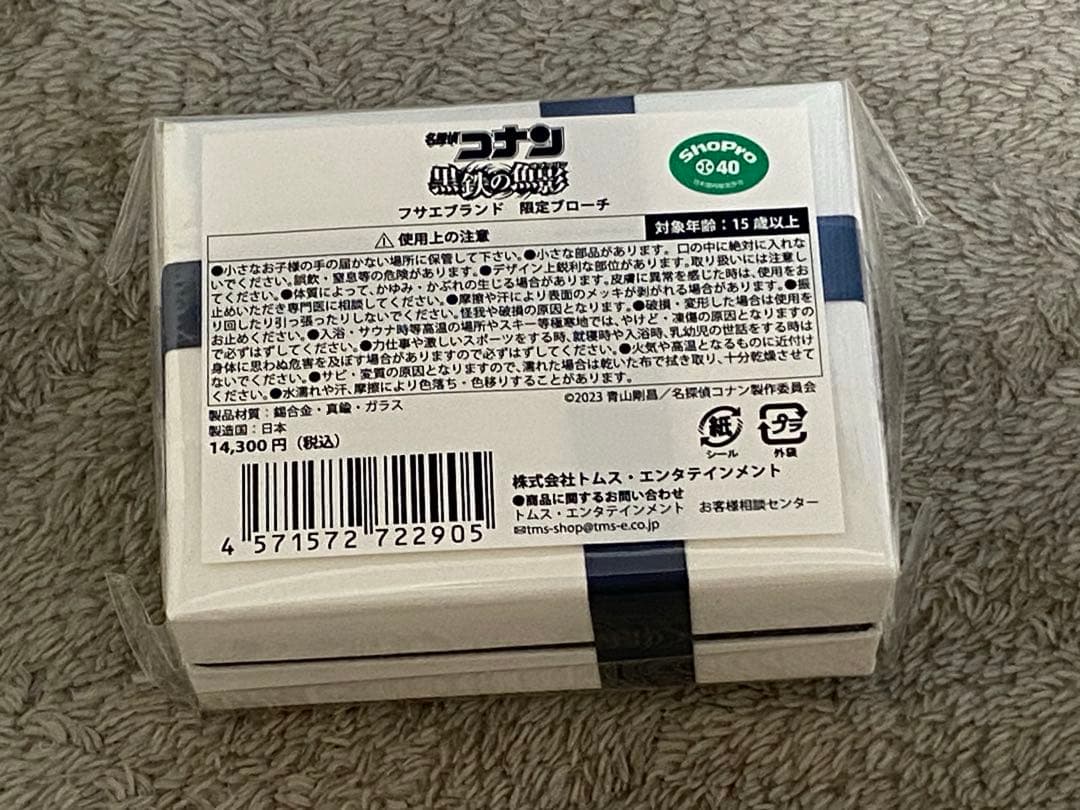 名探偵コナン
黒鉄の魚影
フサエブランド 限定ブローチ
ShoPro
40
対象年齢：15歳以上
⚠ 使用上の注意
●小さなお子様の手の届かない場所に保管して下さい。●小さな部品があります。口の中に絶対に入れな
いでください。誤飲・窒息等の危険があります。●デザイン上鋭利な部位があります。取り扱いには注意し
てください。●体質によって、かゆみ・かぶれの生じる場合があります。皮膚に異常を感じた時は、使用をお
止めいただき専門医に相談してください。●摩擦や汗により表面のメッキが剥がれる場合があります。●振
り回したり引っ張ったりしないでください。怪我や破損の原因となります。●破損・変形した場合は使用を
お止めください。●入浴・サウナ時等高温の場所やスキー等極寒地では、やけど・凍傷の原因となりますの
で必ずはずしてください。●力仕事や激しいスポーツをする時、就寝時や入浴時、乳幼児の世話をする時は
身体に思わぬ危害を及ぼす場合がありますので必ずはずしてください。●火気や高温となるものに近付け
ないでください。●サビ・変質の原因となりますので、濡れた場合は乾いた布で拭き取り、十分乾燥させて
ください。●水濡れや汗、摩擦により色落ち・色移りすることがあります。
©2023 青山剛昌／名探偵コナン製作委員会
製品材質：錫合金・真鍮・ガラス
製造国：日本
14,300円（税込）
紙
シール
プラ
外袋
4 571572 722905
株式会社トムス・エンタテインメント
●商品に関するお問い合わせ
トムス・エンタテインメント お客様相談センター
✉tms-shop@tms-e.co.jp